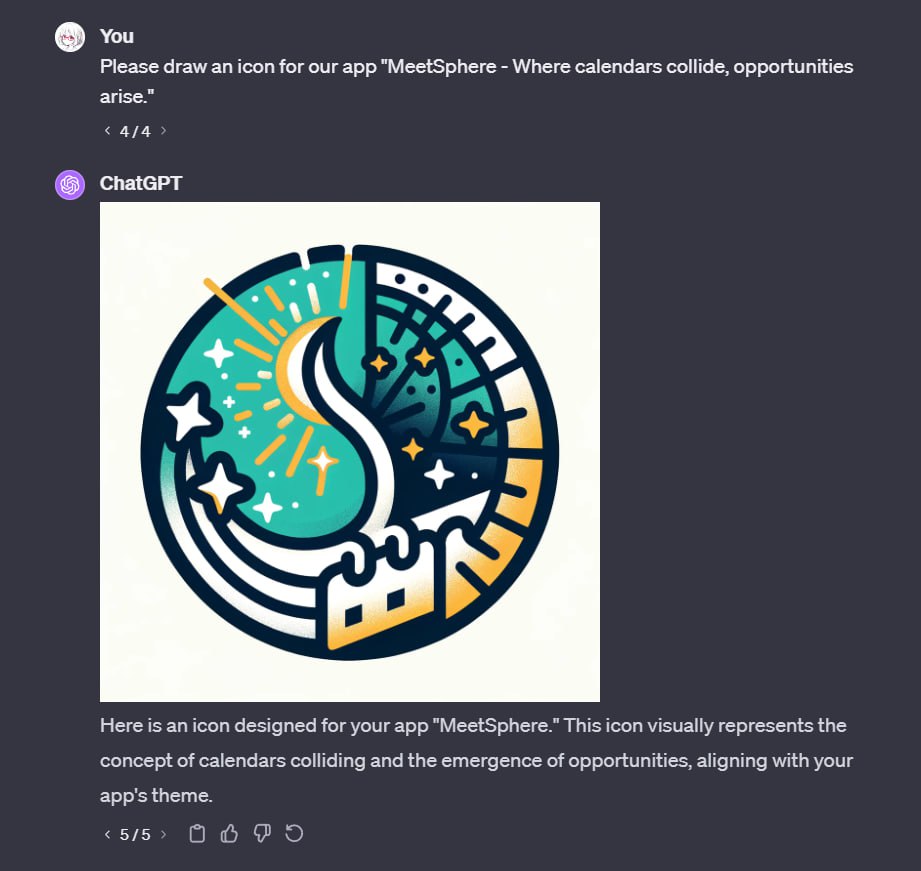 You
Please draw an icon for our app "MeetSphere - Where calendars collide, opportunities
arise."
4 / 4
ChatGPT
Here is an icon designed for your app "MeetSphere." This icon visually represents the
concept of calendars colliding and the emergence of opportunities, aligning with your
app's theme.
5 / 5